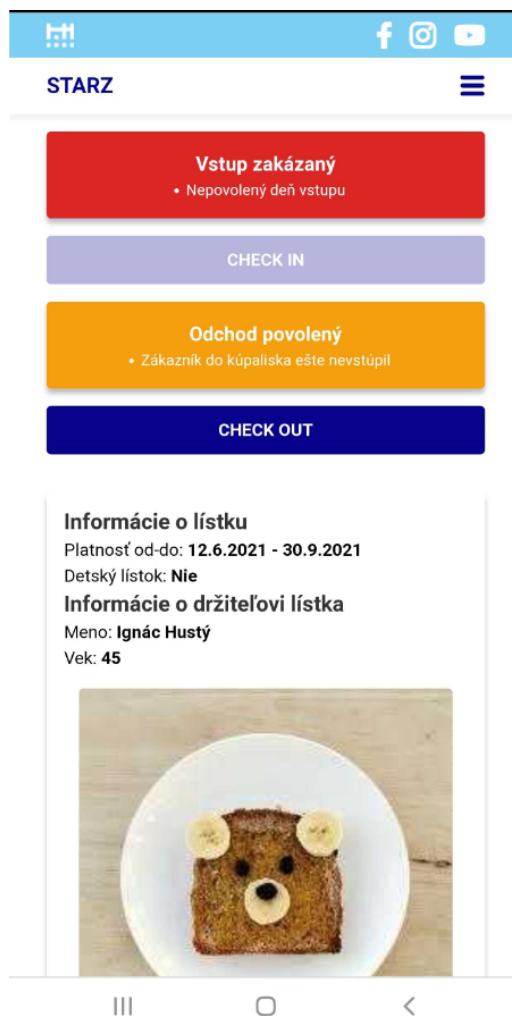 STARZ
Vstup zakázaný
• Nepovolený deň vstupu
CHECK IN
Odchod povolený
• Zákazník do kúpaliska ešte nevstúpil
CHECK OUT
Informácie o lístku
Platnosť od-do: 12.6.2021 - 30.9.2021
Detský lístok: Nie
Informácie o držiteľovi lístka
Meno: Ignác Hustý
Vek: 45